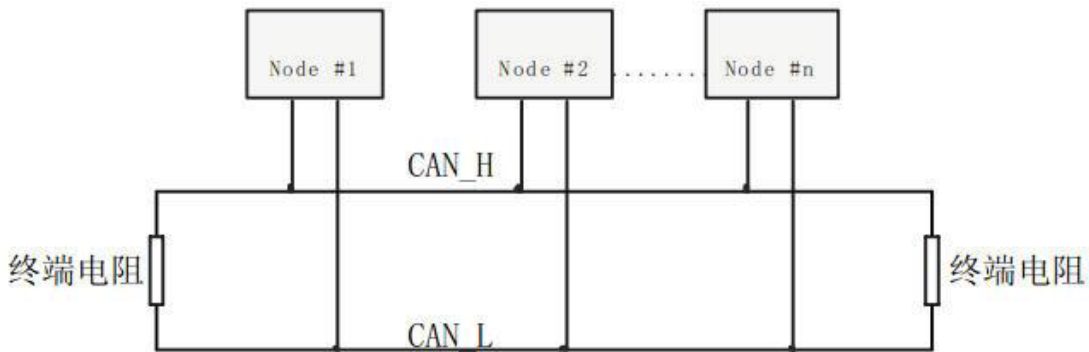 Node #1
Node #2
........
Node #n
CAN_H
终端电阻
终端电阻
CAN_L